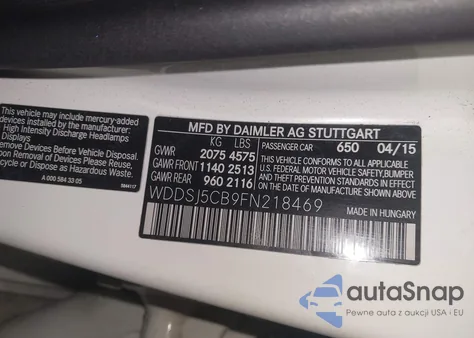 This vehicle may include mercury-added
devices installed by the manufacturer:
High Intensity Discharge Headlamps
Displays
Remove Devices Before Vehicle Disposal.
Upon Removal of Devices Please Reuse,
Recycle or Dispose as Hazardous Waste.
A 000 584 33 05
MFD BY DAIMLER AG STUTTGART
KG LBS PASSENGER CAR 650 04/15
GVWR 2075 4575
GAWR FRONT 1140 2513
GAWR REAR 960 2116
THIS VEHICLE CONFORMS TO ALL APPLICABLE
U.S. FEDERAL MOTOR VEHICLE SAFETY, BUMPER
AND THEFT PREVENTION STANDARDS IN EFFECT
ON THE DATE OF MANUFACTURE SHOWN ABOVE.
WDDSJ5CB9FN218469
MADE IN HUNGARY
autoSnap
Pewne auta z aukcji USA i EU